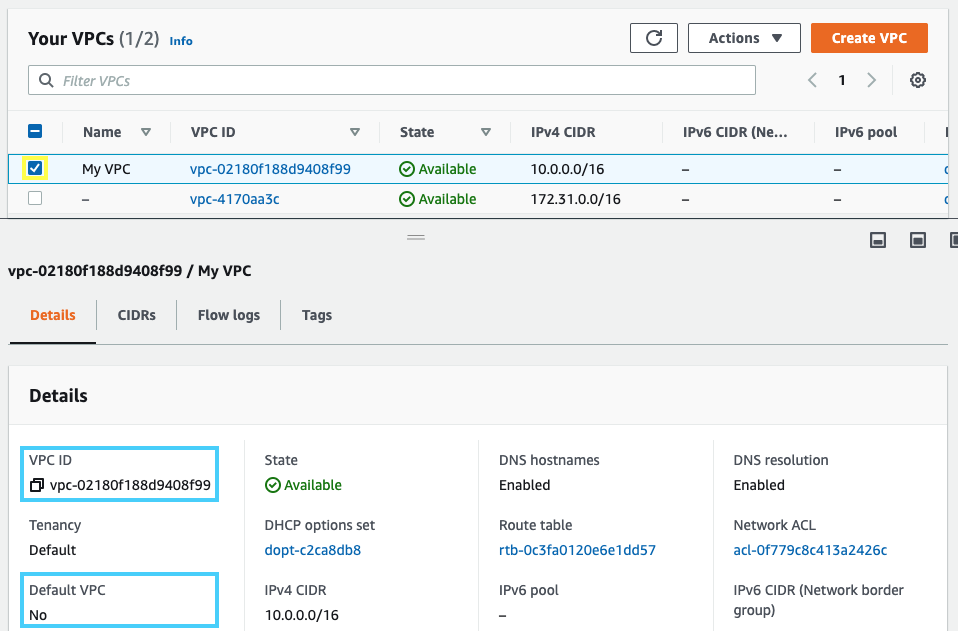 Your VPCs (1/2) Info
Actions
Create VPC
Filter VPCs
1
Name VPC ID State IPv4 CIDR IPv6 CIDR (Ne... IPv6 pool
My VPC vpc-02180f188d9408f99 Available 10.0.0.0/16 – –
– vpc-4170aa3c Available 172.31.0.0/16 – –
vpc-02180f188d9408f99 / My VPC
Details CIDRs Flow logs Tags
Details
VPC ID State DNS hostnames DNS resolution
vpc-02180f188d9408f99 Available Enabled Enabled
Tenancy DHCP options set Route table Network ACL
Default dopt-c2ca8db8 rtb-0c3fa0120e6e1dd57 acl-0f779c8c413a2426c
Default VPC IPv4 CIDR IPv6 pool IPv6 CIDR (Network border
group)
No 10.0.0.0/16 –